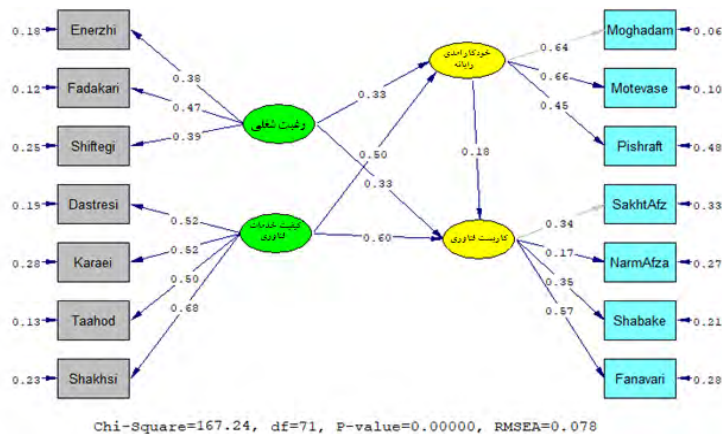 0.18
Enerzhi
0.12
Fadakari
0.25
Shiftegi
0.19
Dastresi
0.28
Karaei
0.13
Taahod
0.23
Shakhsi
0.38
0.47
0.39
0.52
0.52
0.50
0.68
رغبت شغلی
کیفیت خدمات
فناوری
0.33
0.50
0.33
0.60
خودکارامدی
رایانه
0.18
کاربست فناوری
0.64
0.66
0.45
0.34
0.17
0.35
0.57
Moghadam
0.06
Motevase
0.10
Pishraft
0.48
SakhtAfz
0.33
NarmAfza
0.27
Shabake
0.21
Fanavari
0.28
Chi-Square=167.24, df=71, P-value=0.00000, RMSEA=0.078